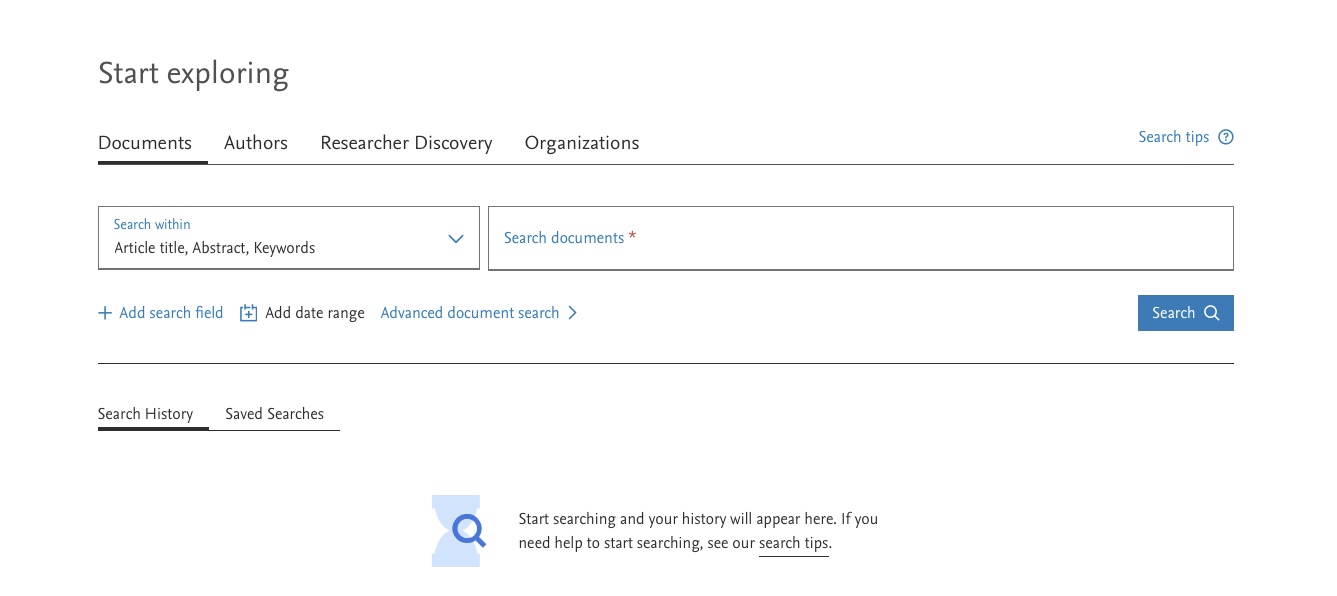 Start exploring
Documents Authors Researcher Discovery Organizations Search tips ?
Search within
Article title, Abstract, Keywords
Search documents *
Add search field Add date range Advanced document search Search
Search History Saved Searches
Start searching and your history will appear here. If you
need help to start searching, see our search tips.